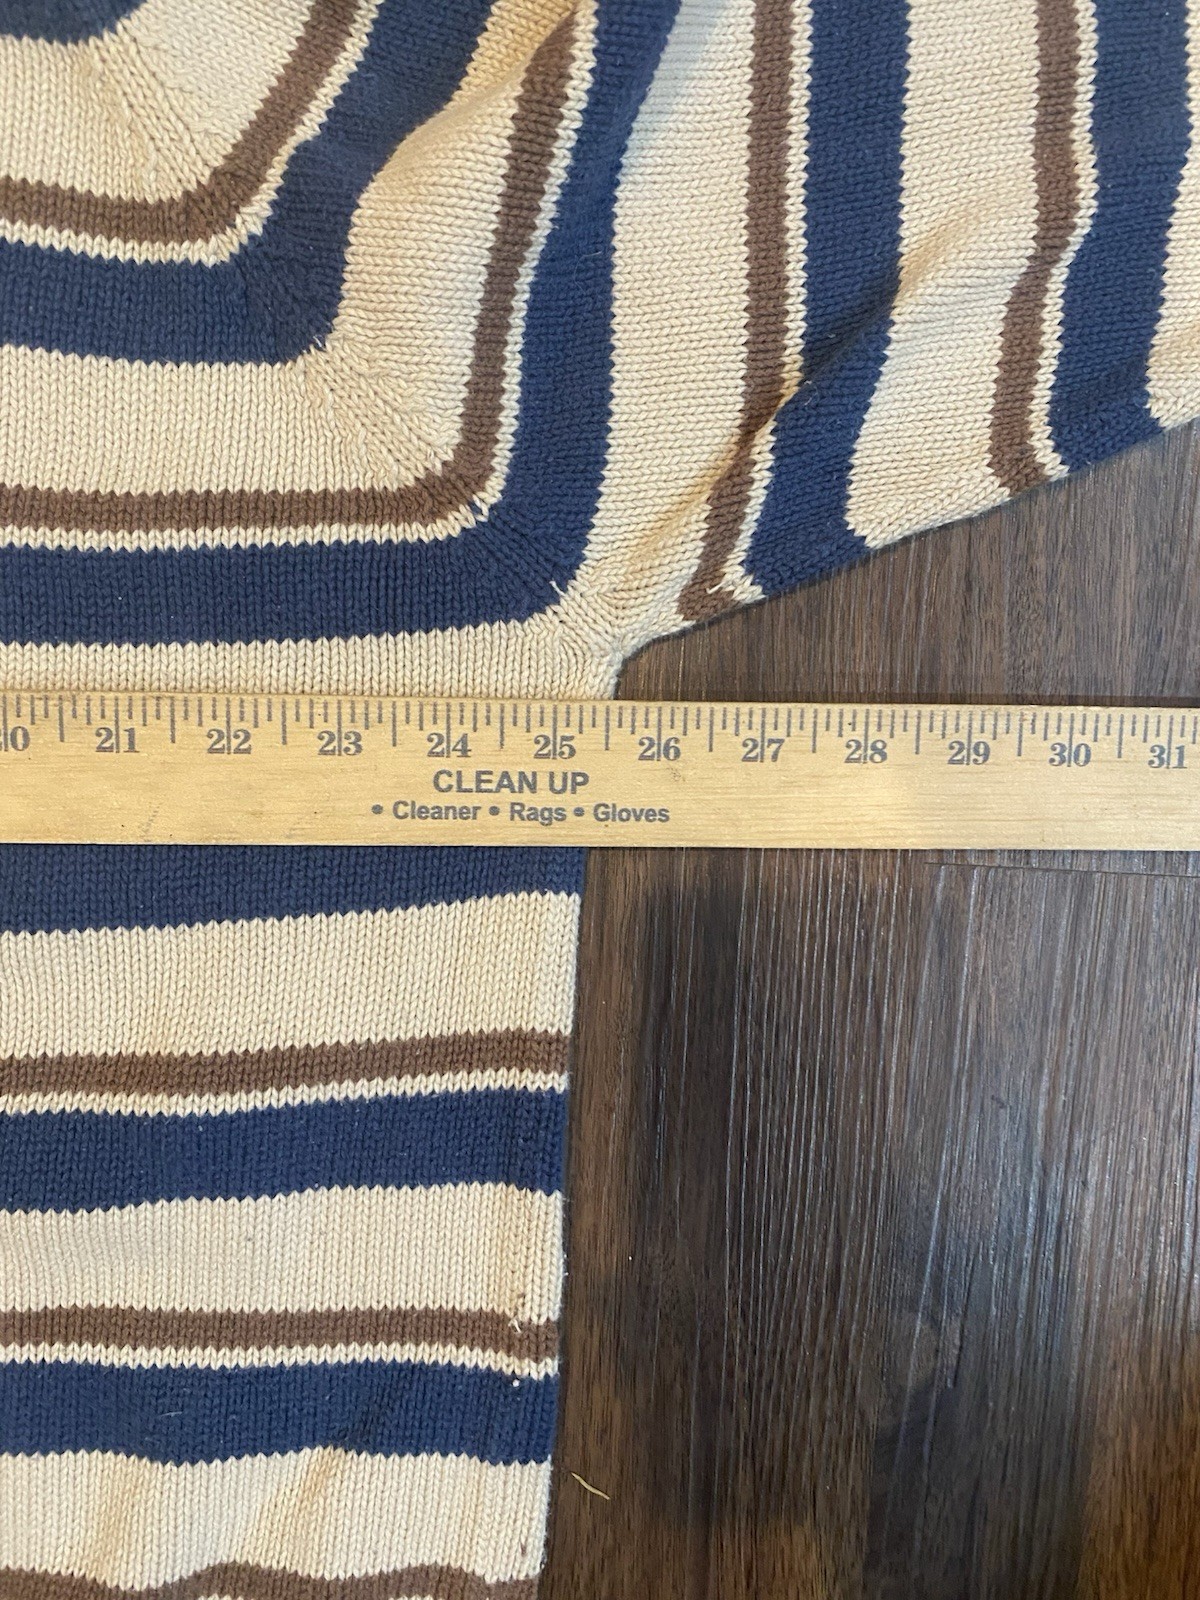 20 21 22 23 24 25 26 27 28 29 30 31
CLEAN UP
• Cleaner • Rags • Gloves